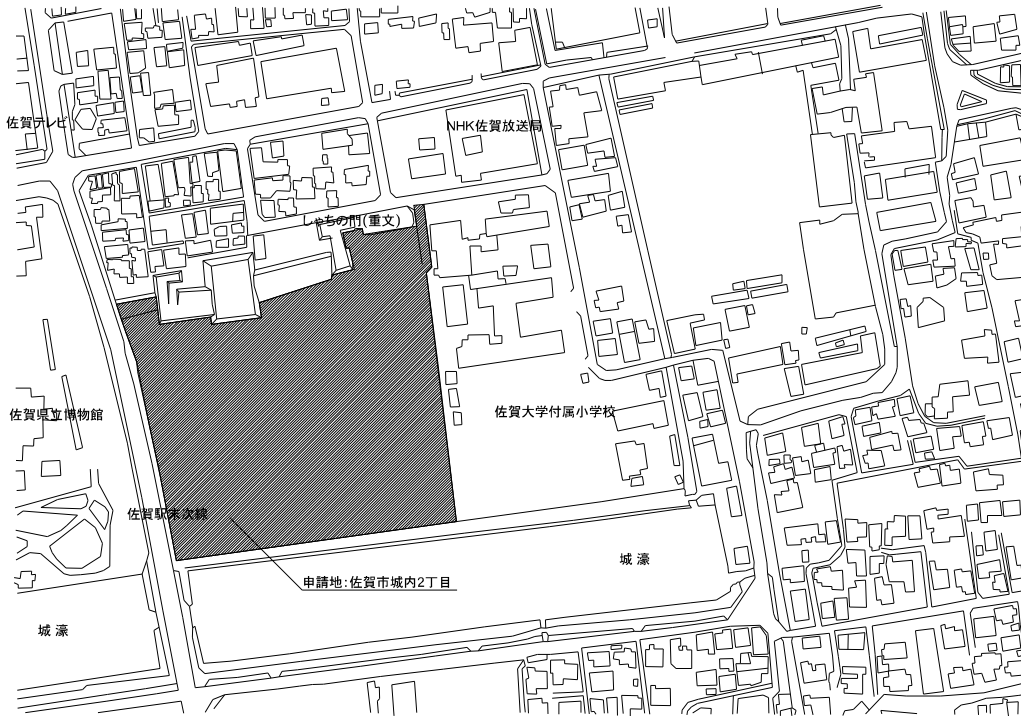 佐賀テレビ
NHK佐賀放送局
しゃちの門(重文)
佐賀県立博物館
佐賀大学付属小学校
佐賀駅末次線
城 濠
申請地:佐賀市城内2丁目
城 濠